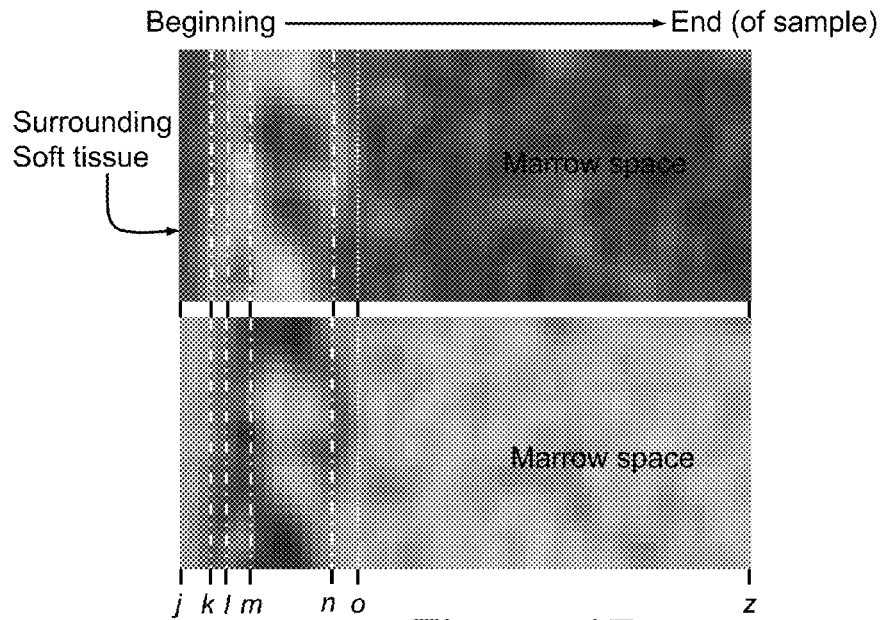 Beginning End (of sample)
Surrounding
Soft tissue
Marrow space
Marrow space
j k l m n o z